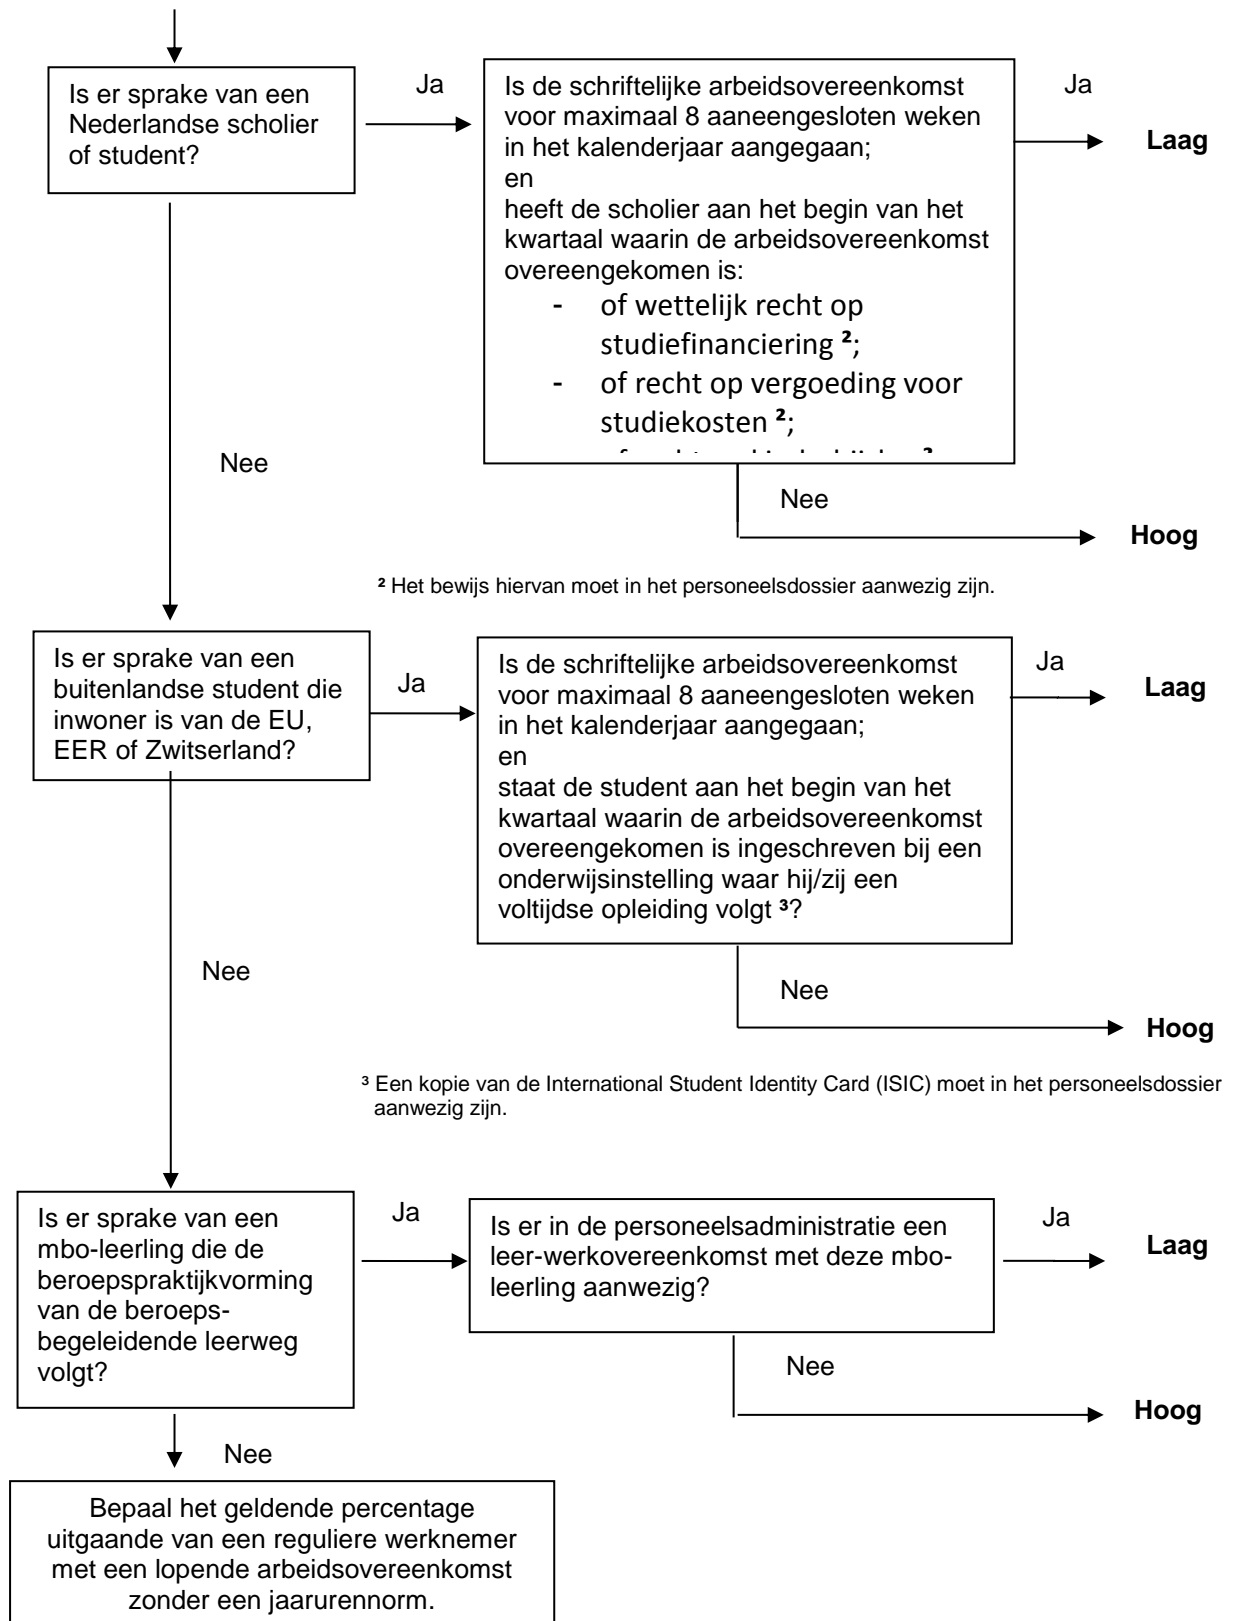 Is er sprake van een
Nederlandse scholier
of student?
Ja
Is de schriftelijke arbeidsovereenkomst
voor maximaal 8 aaneengesloten weken
in het kalenderjaar aangegaan;
en
heeft de scholier aan het begin van het
kwartaal waarin de arbeidsovereenkomst
overeengekomen is:
- of wettelijk recht op
studiefinanciering ²;
- of recht op vergoeding voor
studiekosten ²;
Ja
Laag
Nee
Nee
Hoog
² Het bewijs hiervan moet in het personeelsdossier aanwezig zijn.
Is er sprake van een
buitenlandse student die
inwoner is van de EU,
EER of Zwitserland?
Ja
Is de schriftelijke arbeidsovereenkomst
voor maximaal 8 aaneengesloten weken
in het kalenderjaar aangegaan;
en
staat de student aan het begin van het
kwartaal waarin de arbeidsovereenkomst
overeengekomen is ingeschreven bij een
onderwijsinstelling waar hij/zij een
voltijdse opleiding volgt ³?
Ja
Laag
Nee
Nee
Hoog
³ Een kopie van de International Student Identity Card (ISIC) moet in het personeelsdossier
aanwezig zijn.
Is er sprake van een
mbo-leerling die de
beroepspraktijkvorming
van de beroeps-
begeleidende leerweg
volgt?
Ja
Is er in de personeelsadministratie een
leer-werkovereenkomst met deze mbo-
leerling aanwezig?
Ja
Laag
Nee
Hoog
Nee
Bepaal het geldende percentage
uitgaande van een reguliere werknemer
met een lopende arbeidsovereenkomst
zonder een jaarurennorm.